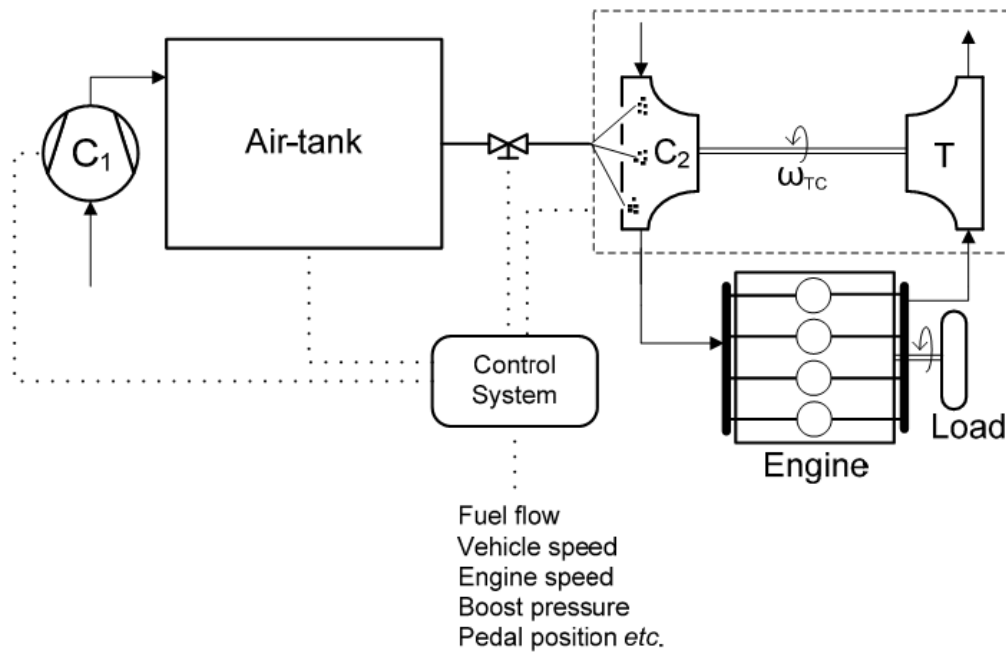 C₁
Air-tank
C₂
ω_TC
T
Control
System
Engine
Load
Fuel flow
Vehicle speed
Engine speed
Boost pressure
Pedal position etc.